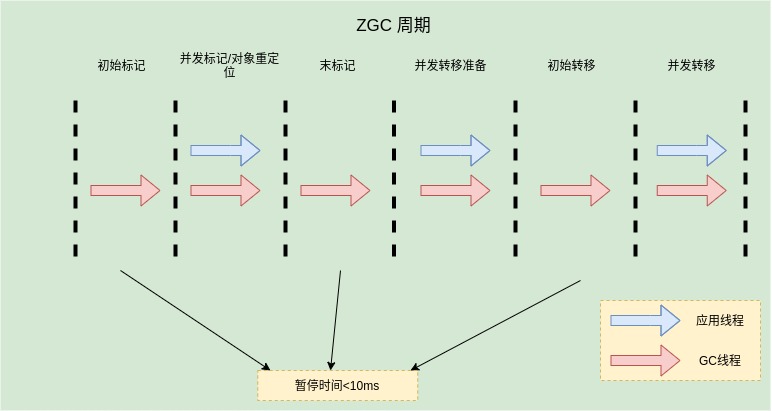 ZGC 周期
初始标记
并发标记/对象重定
位
末标记
并发转移准备
初始转移
并发转移
应用线程
GC线程
暂停时间<10ms